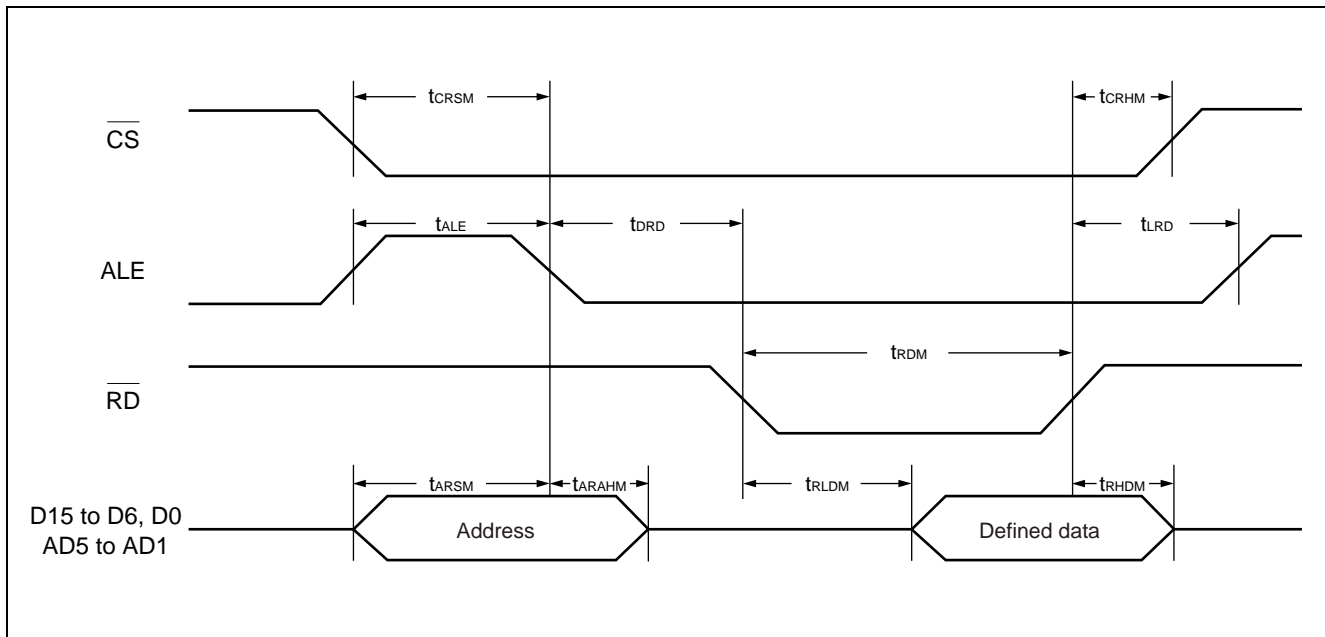 tCRSM
tCRHM
CS
tALE
tDRD
tLRD
ALE
tRDM
RD
tARSM
tARAHM
tRLDM
tRHDM
D15 to D6, D0
AD5 to AD1
Address
Defined data